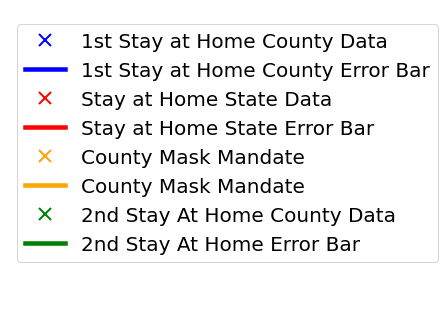 1st Stay at Home County Data
1st Stay at Home County Error Bar
Stay at Home State Data
Stay at Home State Error Bar
County Mask Mandate
County Mask Mandate
2nd Stay At Home County Data
2nd Stay At Home Error Bar